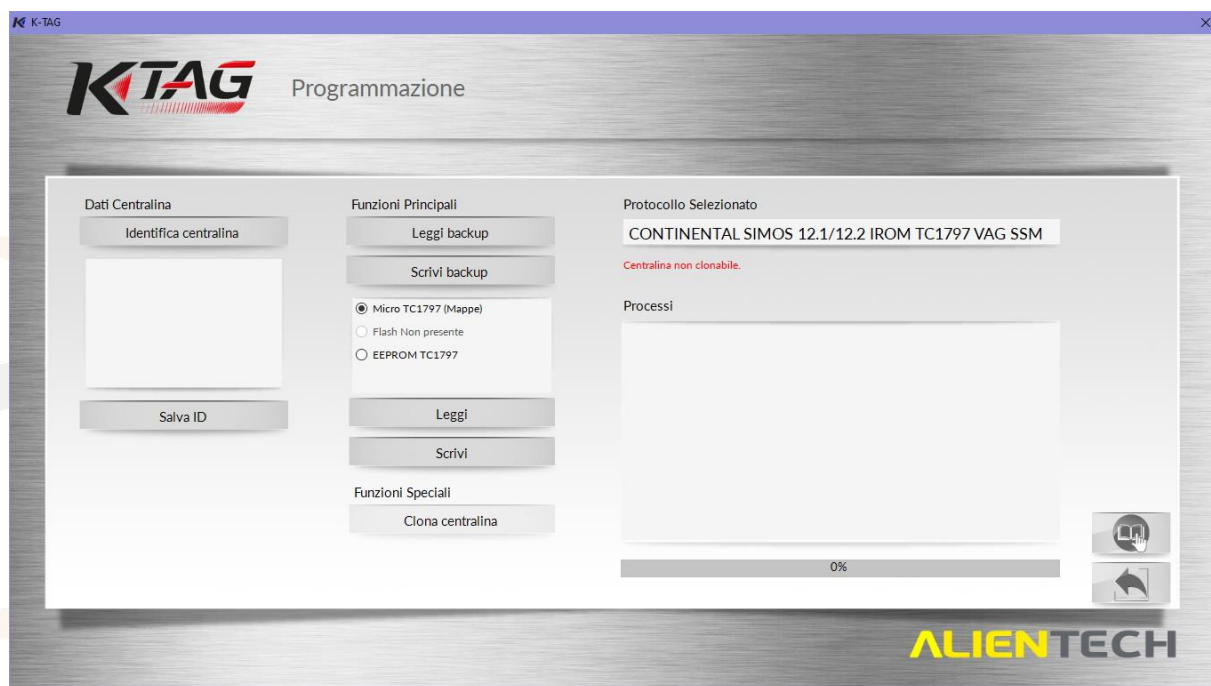 K-TAG
KTAG
Programmazione
Dati Centralina
Identifica centralina
Salva ID
Funzioni Principali
Leggi backup
Scrivi backup
Micro TC1797 (Mappe)
Flash Non presente
EEPROM TC1797
Leggi
Scrivi
Funzioni Speciali
Clona centralina
Protocollo Selezionato
CONTINENTAL SIMOS 12.1/12.2 IROM TC1797 VAG SSM
Centralina non clonabile.
Processi
0%
ALIENTECH